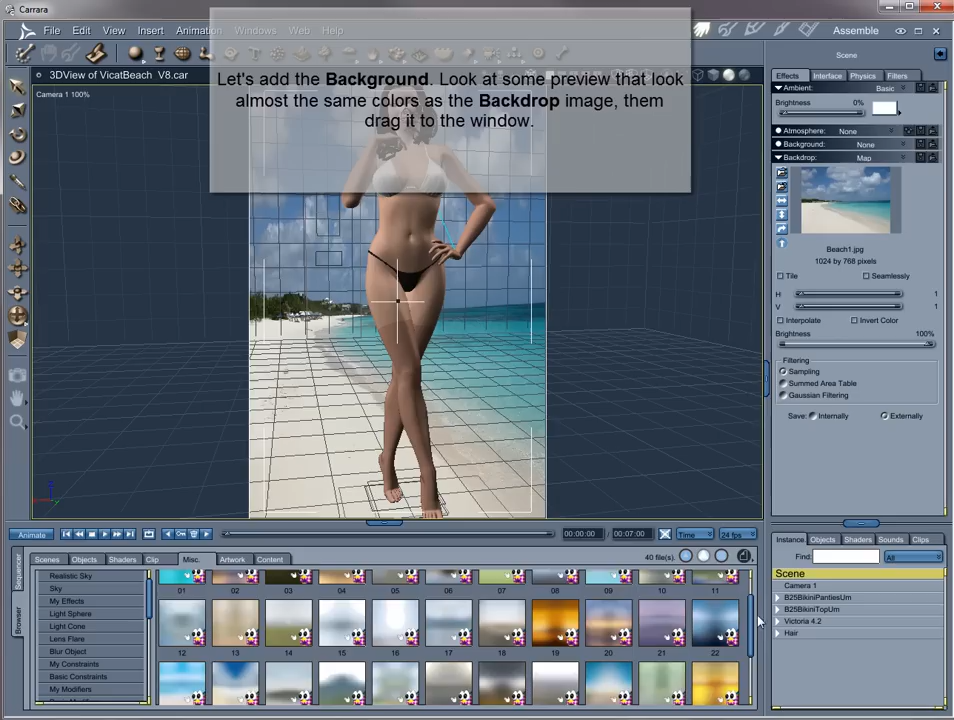 Carrara
File Edit View Insert Animation Windows Web Help
Assemble
Let's add the Background. Look at some preview that look
almost the same colors as the Backdrop image, them
drag it to the window.
3DView of VicatBeach V8.car
Camera 1 100%
Scene
Effects Interface Physics Filters
Ambient: Basic
Brightness 0%
Atmosphere: None
Background: None
Backdrop: Map
Beach1.jpg
1024 by 768 pixels
Tile Seamlessly
H 1
V 1
Interpolate Invert Color
Brightness 100%
Filtering
Sampling
Summed Area Table
Gaussian Filtering
Save: Internally Externally
Animate 00:00:00 00:07:00 Time 24 fps
Sequencer
Browser
Scenes Objects Shaders Clip Misc. Artwork Content 40 file(s)
Realistic Sky
Sky
My Effects
Light Sphere
Light Cone
Lens Flare
Blur Object
My Constraints
Basic Constraints
My Modifiers
01 02 03 04 05 06 07 08 09 10 11
12 13 14 15 16 17 18 19 20 21 22
Instance Objects Shaders Sounds Clips
Find: All
Scene
Camera 1
B25BikiniPantiesUm
B25BikiniTopUm
Victoria 4.2
Hair